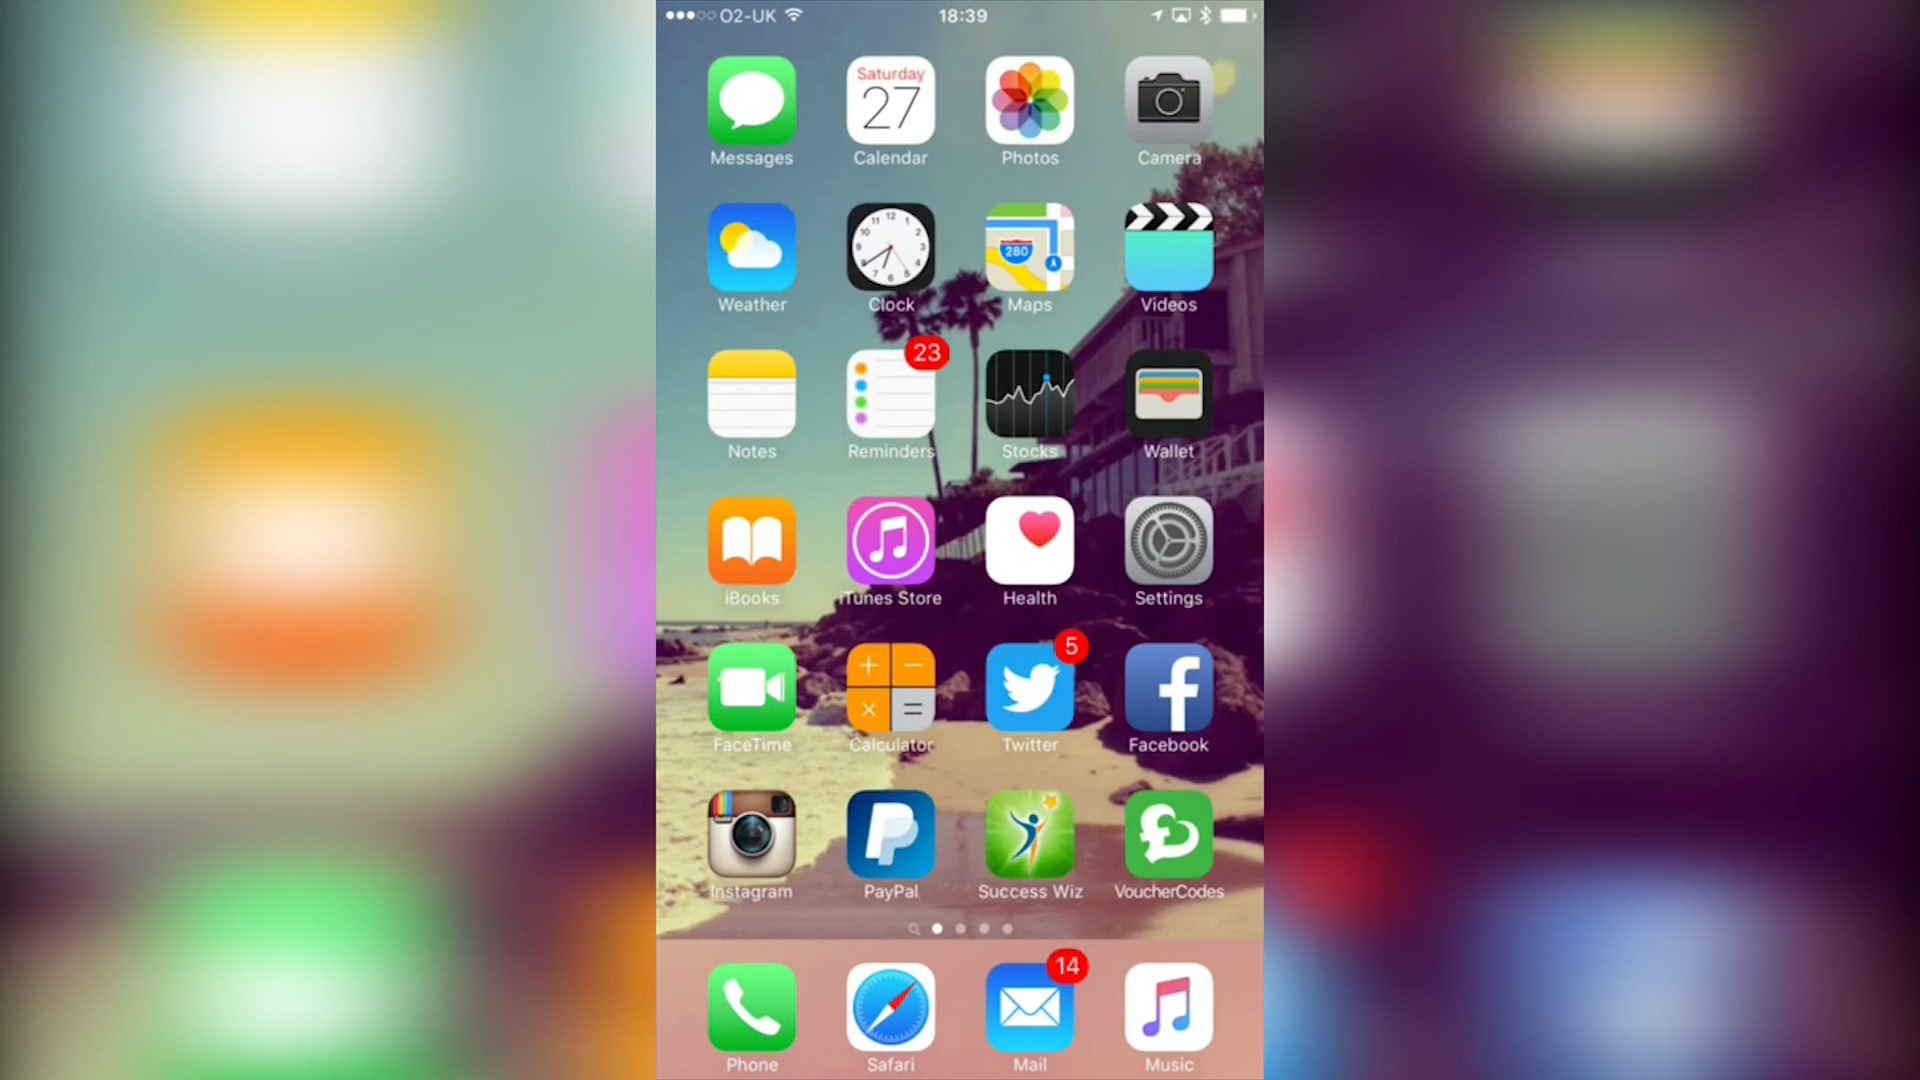 O2-UK 18:39
Saturday
27
Messages Calendar Photos Camera
280
Weather Clock Maps Videos
23
Notes Reminders Stocks Wallet
iBooks iTunes Store Health Settings
5
FaceTime Calculator Twitter Facebook
Instagram PayPal Success Wiz VoucherCodes
14
Phone Safari Mail Music